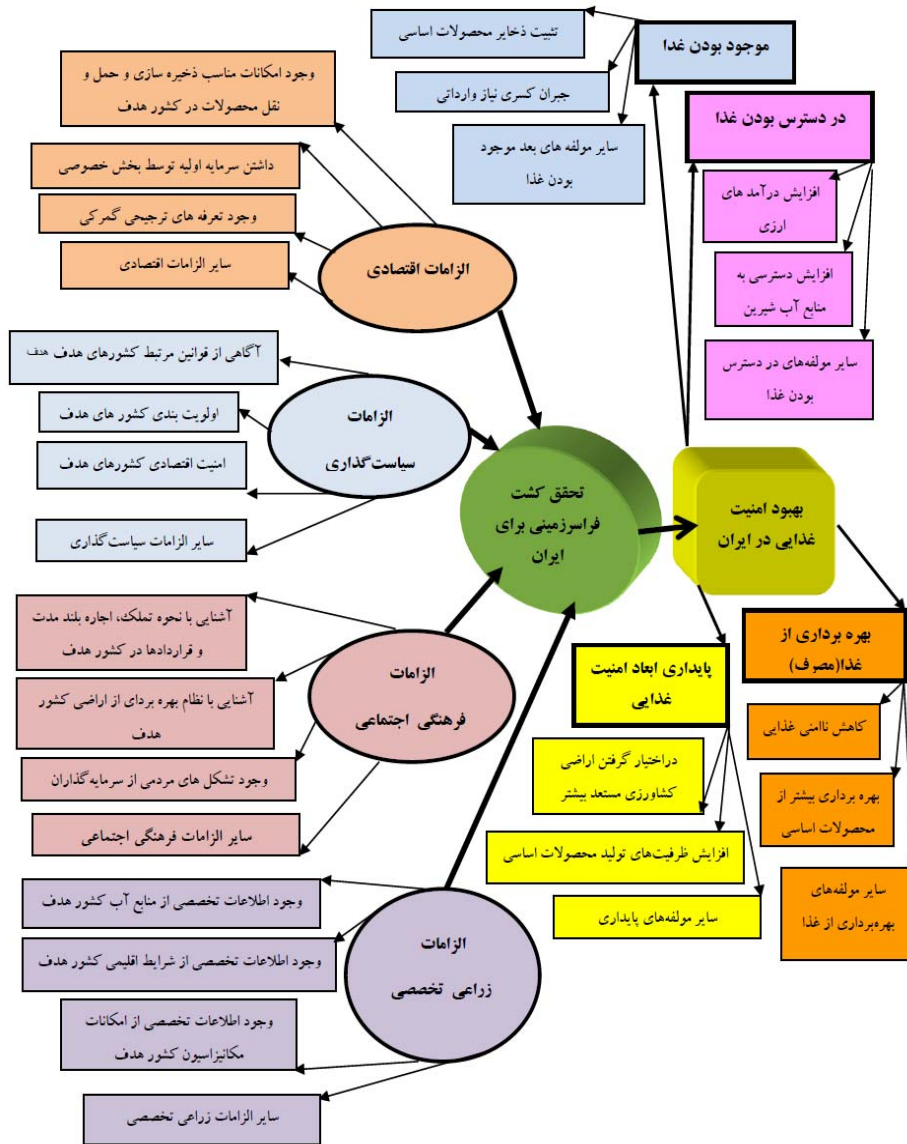 موجود بودن غذا
تثبیت ذخایر محصولات اساسی
جبران کسری نیاز وارداتی
سایر مولفه های بعد موجود
بودن غذا
در دسترس بودن غذا
افزایش درآمد های
ارزی
افزایش دسترسی به
منابع آب شیرین
سایر مولفه‌های در دسترس
بودن غذا
وجود امکانات مناسب ذخیره سازی و حمل و
نقل محصولات در کشور هدف
داشتن سرمایه اولیه توسط بخش خصوصی
وجود تعرفه های ترجیحی گمرکی
سایر الزامات اقتصادی
الزامات اقتصادی
آگاهی از قوانین مرتبط کشورهای هدف هدف
اولویت بندی کشور های هدف
امنیت اقتصادی کشورهای هدف
سایر الزامات سیاست‌گذاری
الزامات
سیاست‌گذاری
تحقق کشت
فراسرزمینی برای
ایران
بهبود امنیت
غذایی در ایران
آشنایی با نحوه تملک، اجاره بلند مدت
و قراردادها در کشور هدف
آشنایی با نظام بهره بردای از اراضی کشور
هدف
وجود تشکل های مردمی از سرمایه‌گذاران
سایر الزامات فرهنگی اجتماعی
الزامات
فرهنگی اجتماعی
بهره برداری از
غذا(مصرف)
کاهش ناامنی غذایی
بهره برداری بیشتر از
محصولات اساسی
سایر مولفه‌های
بهره‌برداری از غذا
پایداری ابعاد امنیت
غذایی
دراختیار گرفتن اراضی
کشاورزی مستعد بیشتر
افزایش ظرفیت‌های تولید محصولات اساسی
سایر مولفه‌های پایداری
وجود اطلاعات تخصصی از منابع آب کشور هدف
وجود اطلاعات تخصصی از شرایط اقلیمی کشور هدف
وجود اطلاعات تخصصی از امکانات
مکانیزاسیون کشور هدف
سایر الزامات زراعی تخصصی
الزامات
زراعی تخصصی